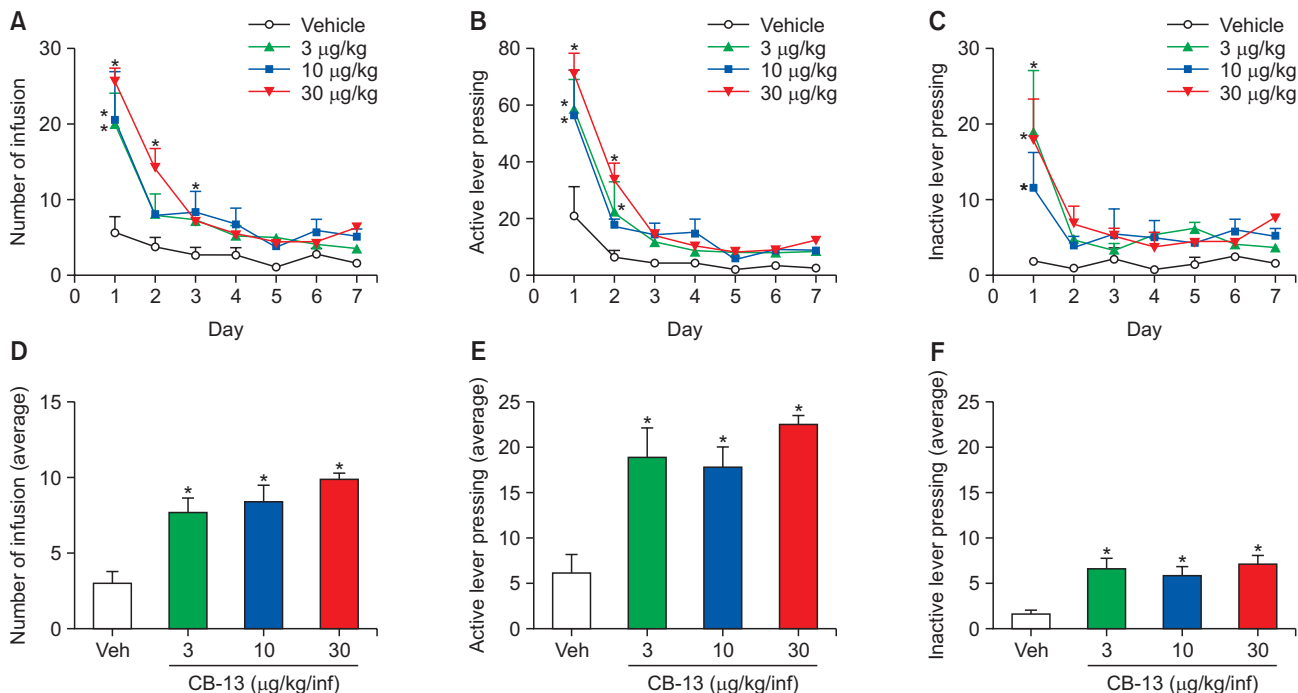 A
Vehicle
3 μg/kg
10 μg/kg
30 μg/kg
Number of infusion
30
20
10
0
*
*
*
*
*
0 1 2 3 4 5 6 7
Day
B
Vehicle
3 μg/kg
10 μg/kg
30 μg/kg
Active lever pressing
80
60
40
20
0
*
*
*
*
*
0 1 2 3 4 5 6 7
Day
C
Vehicle
3 μg/kg
10 μg/kg
30 μg/kg
Inactive lever pressing
30
20
10
0
*
*
*
0 1 2 3 4 5 6 7
Day
D
Number of infusion (average)
15
10
5
0
* * *
Veh 3 10 30
CB-13 (μg/kg/inf)
E
Active lever pressing (average)
25
20
15
10
5
0
* * *
Veh 3 10 30
CB-13 (μg/kg/inf)
F
Inactive lever pressing (average)
25
20
15
10
5
0
* * *
Veh 3 10 30
CB-13 (μg/kg/inf)